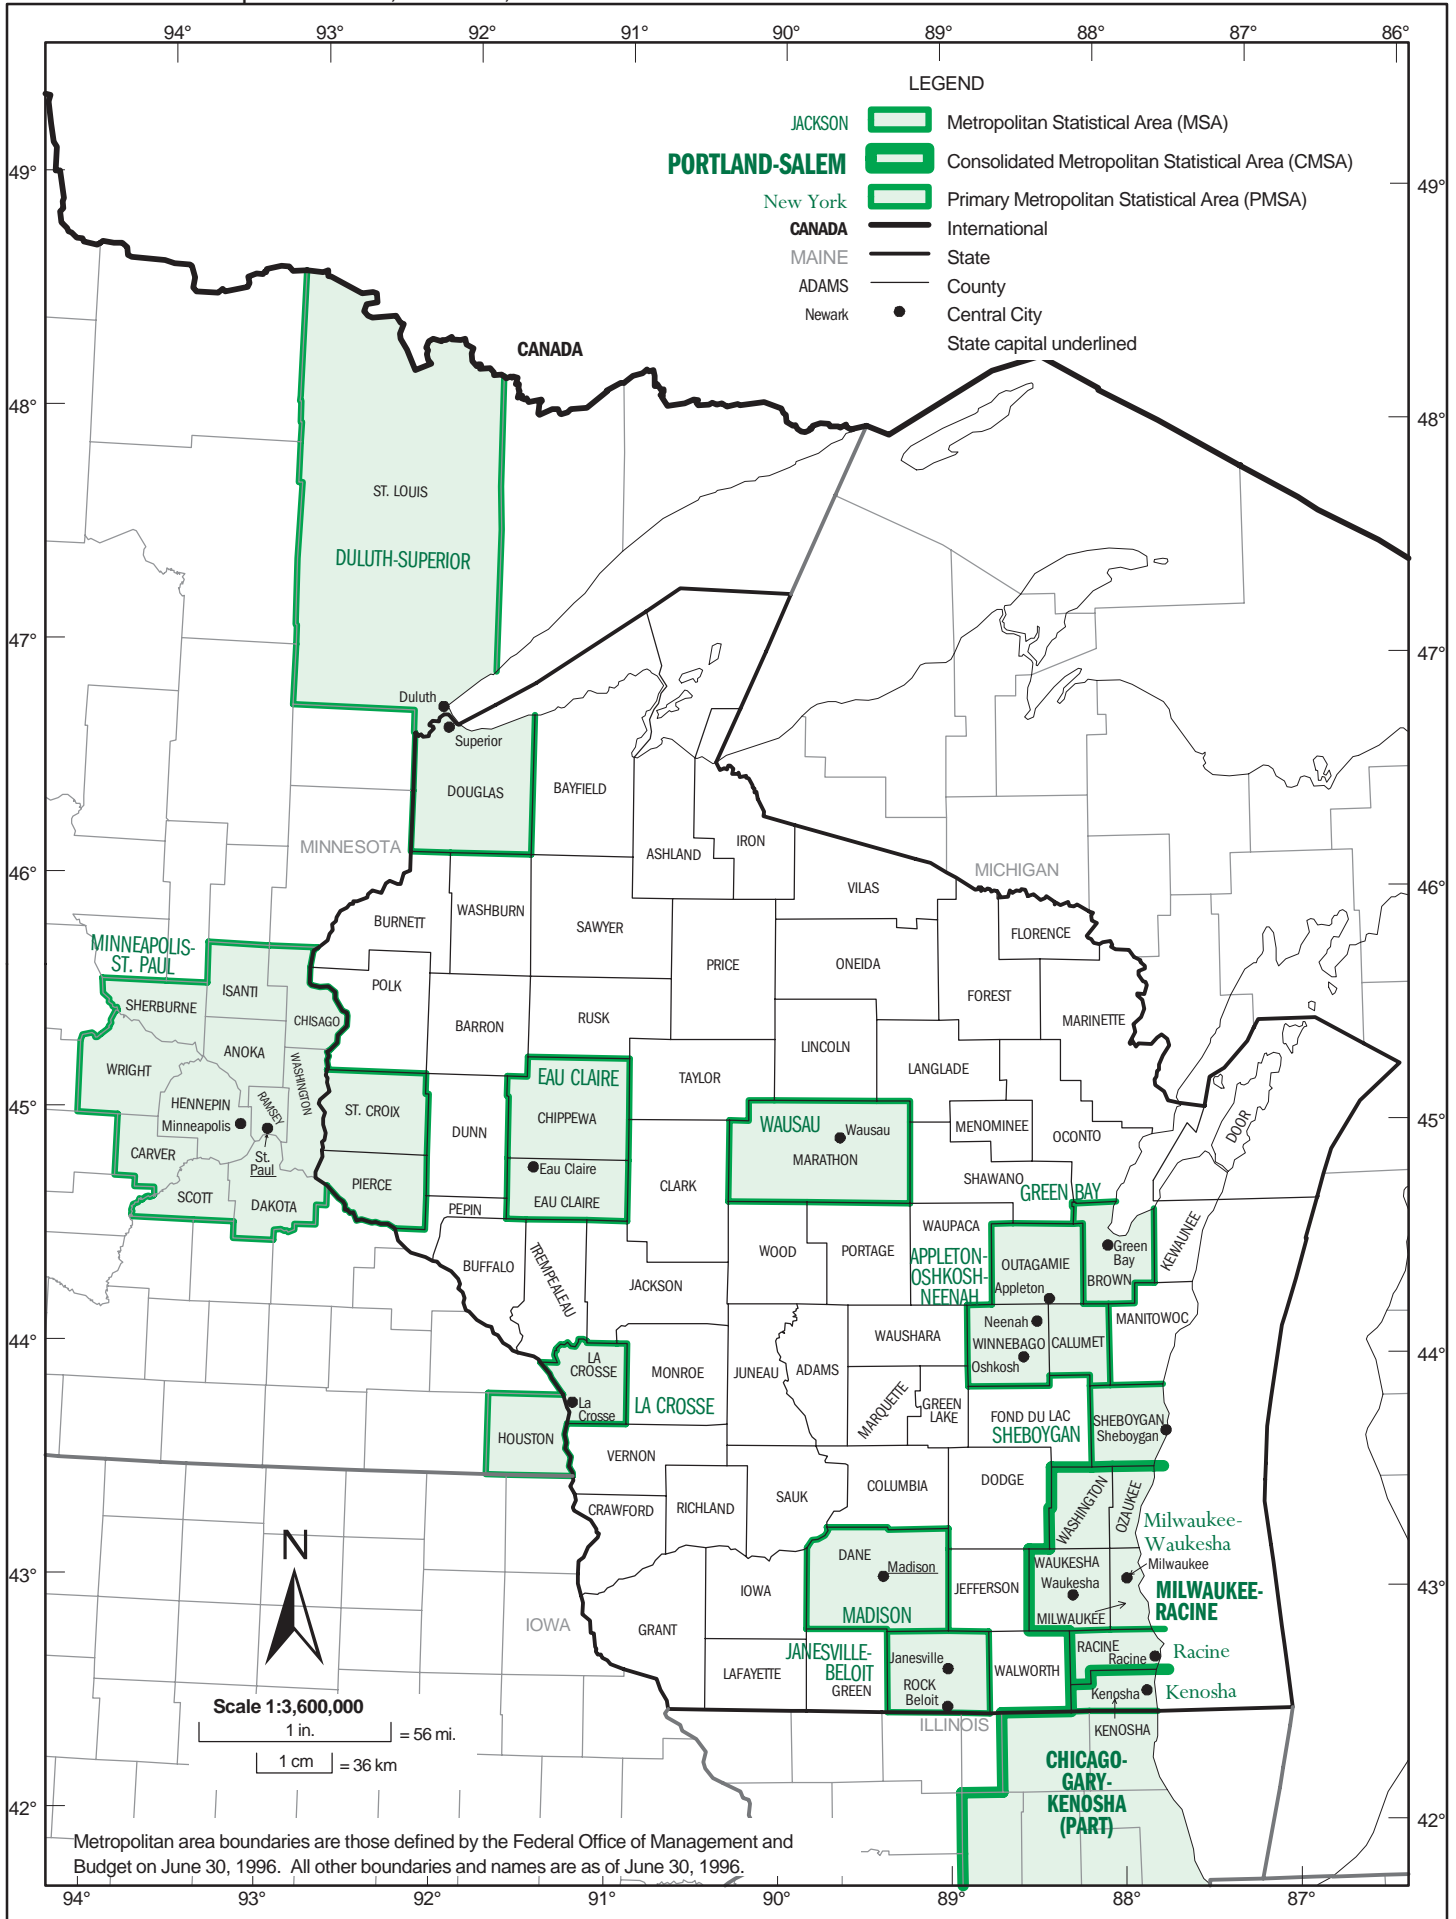 94°
93°
92°
91°
90°
89°
88°
87°
86°
LEGEND
JACKSON
Metropolitan Statistical Area (MSA)
PORTLAND-SALEM
Consolidated Metropolitan Statistical Area (CMSA)
New York
Primary Metropolitan Statistical Area (PMSA)
CANADA
International
MAINE
State
ADAMS
County
Newark
Central City
State capital underlined
49°
49°
CANADA
48°
48°
ST. LOUIS
DULUTH-SUPERIOR
47°
47°
Duluth
Superior
DOUGLAS
BAYFIELD
MINNESOTA
ASHLAND
IRON
MICHIGAN
46°
46°
VILAS
BURNETT
WASHBURN
SAWYER
FLORENCE
MINNEAPOLIS-
ST. PAUL
PRICE
ONEIDA
POLK
ISANTI
FOREST
SHERBURNE
CHISAGO
BARRON
RUSK
MARINETTE
ANOKA
LINCOLN
WRIGHT
WASHINGTON
LANGLADE
TAYLOR
EAU CLAIRE
45°
45°
HENNEPIN
RAMSEY
ST. CROIX
CHIPPEWA
Minneapolis
WAUSAU
Wausau
MENOMINEE
DOOR
DUNN
OCONTO
CARVER
St.
Paul
MARATHON
Eau Claire
SHAWANO
PIERCE
CLARK
SCOTT
DAKOTA
EAU CLAIRE
GREEN BAY
PEPIN
WAUPACA
KEWAUNEE
WOOD
PORTAGE
APPLETON-
OSHKOSH-
NEENAH
OUTAGAMIE
Green
Bay
BUFFALO
TREMPEALEAU
JACKSON
Appleton
BROWN
44°
44°
MANITOWOC
Neenah
WAUSHARA
WINNEBAGO
CALUMET
Oshkosh
LA
CROSSE
MONROE
JUNEAU
ADAMS
La
Crosse
LA CROSSE
MARQUETTE
GREEN
LAKE
FOND DU LAC
SHEBOYGAN
SHEBOYGAN
Sheboygan
HOUSTON
VERNON
COLUMBIA
DODGE
SAUK
WASHINGTON
OZAUKEE
CRAWFORD
RICHLAND
Milwaukee-
Waukesha
N
DANE
Madison
WAUKESHA
Milwaukee
43°
43°
Waukesha
JEFFERSON
IOWA
MILWAUKEE-
RACINE
MADISON
MILWAUKEE
IOWA
GRANT
JANESVILLE-
BELOIT
Janesville
RACINE
Racine
Racine
LAFAYETTE
GREEN
ROCK
Beloit
WALWORTH
Kenosha
Kenosha
ILLINOIS
KENOSHA
Scale 1:3,600,000
1 in.
= 56 mi.
1 cm
= 36 km
CHICAGO-
GARY-
KENOSHA
(PART)
42°
42°
Metropolitan area boundaries are those defined by the Federal Office of Management and
Budget on June 30, 1996.  All other boundaries and names are as of June 30, 1996.
94°
93°
92°
91°
90°
89°
88°
87°